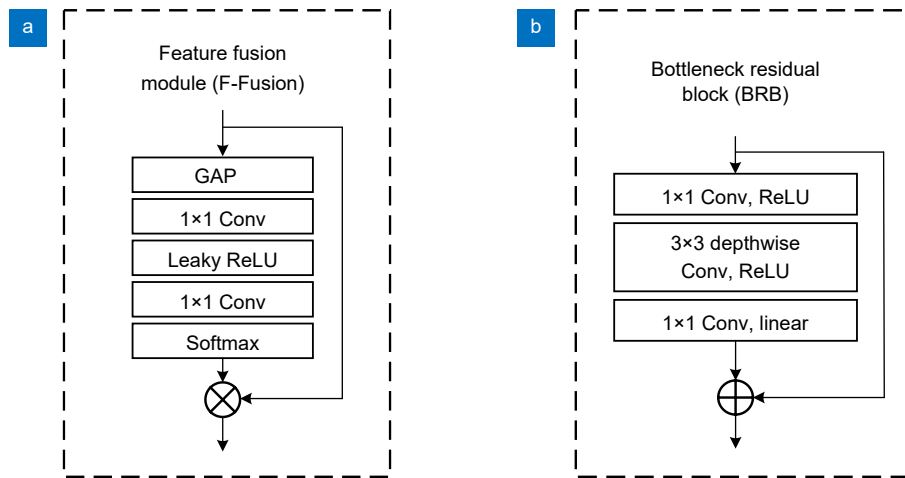 a
Feature fusion
module (F-Fusion)
GAP
1×1 Conv
Leaky ReLU
1×1 Conv
Softmax
b
Bottleneck residual
block (BRB)
1×1 Conv, ReLU
3×3 depthwise
Conv, ReLU
1×1 Conv, linear